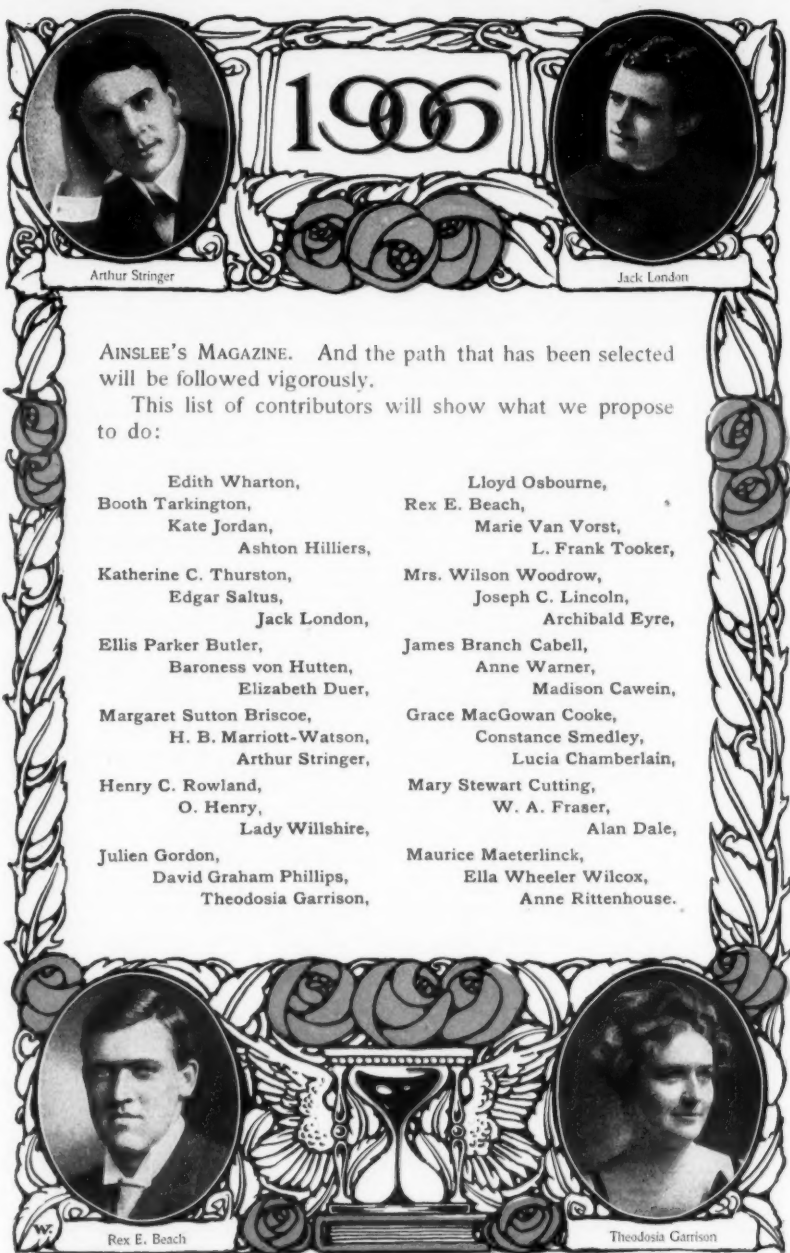 1906
Arthur Stringer
Jack London
AINSLEE'S MAGAZINE. And the path that has been selected
will be followed vigorously.
This list of contributors will show what we propose
to do:
Edith Wharton,
Booth Tarkington,
Kate Jordan,
Ashton Hilliers,
Katherine C. Thurston,
Edgar Saltus,
Jack London,
Ellis Parker Butler,
Baroness von Hutten,
Elizabeth Duer,
Margaret Sutton Briscoe,
H. B. Marriott-Watson,
Arthur Stringer,
Henry C. Rowland,
O. Henry,
Lady Willshire,
Julien Gordon,
David Graham Phillips,
Theodosia Garrison,
Lloyd Osbourne,
Rex E. Beach,
Marie Van Vorst,
L. Frank Tooker,
Mrs. Wilson Woodrow,
Joseph C. Lincoln,
Archibald Eyre,
James Branch Cabell,
Anne Warner,
Madison Cawein,
Grace MacGowan Cooke,
Constance Smedley,
Lucia Chamberlain,
Mary Stewart Cutting,
W. A. Fraser,
Alan Dale,
Maurice Maeterlinck,
Ella Wheeler Wilcox,
Anne Rittenhouse.
W.
Rex E. Beach
Theodosia Garrison